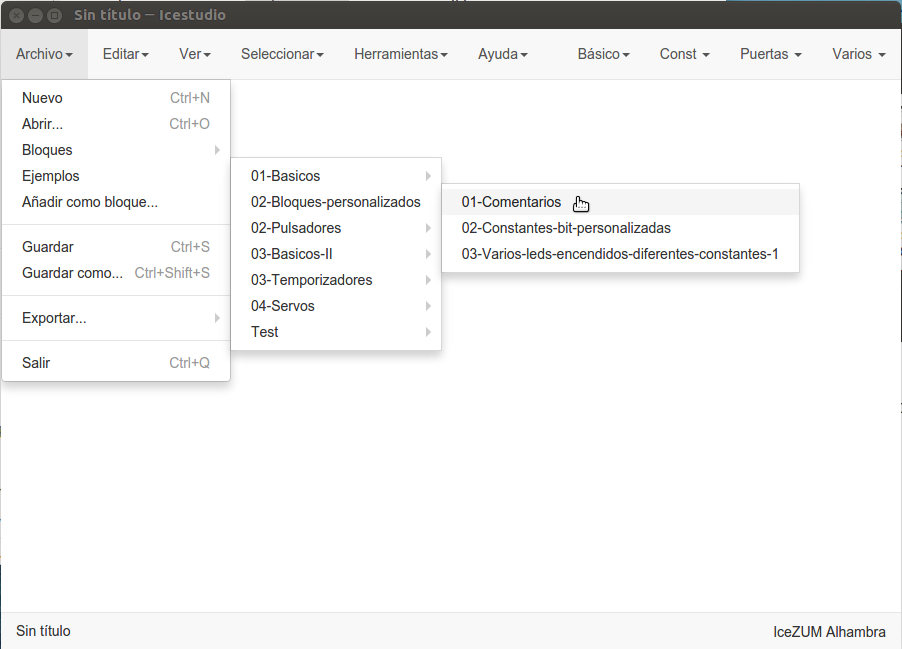 Sin título – Icestudio
Archivo Editar Ver Seleccionar Herramientas Ayuda Básico Const Puertas Varios
Nuevo Ctrl+N
Abrir... Ctrl+O
Bloques
Ejemplos
Añadir como bloque...
Guardar Ctrl+S
Guardar como... Ctrl+Shift+S
Exportar...
Salir Ctrl+Q
01-Basicos
02-Bloques-personalizados
02-Pulsadores
03-Basicos-II
03-Temporizadores
04-Servos
Test
01-Comentarios
02-Constantes-bit-personalizadas
03-Varios-leds-encendidos-diferentes-constantes-1
Sin título IceZUM Alhambra